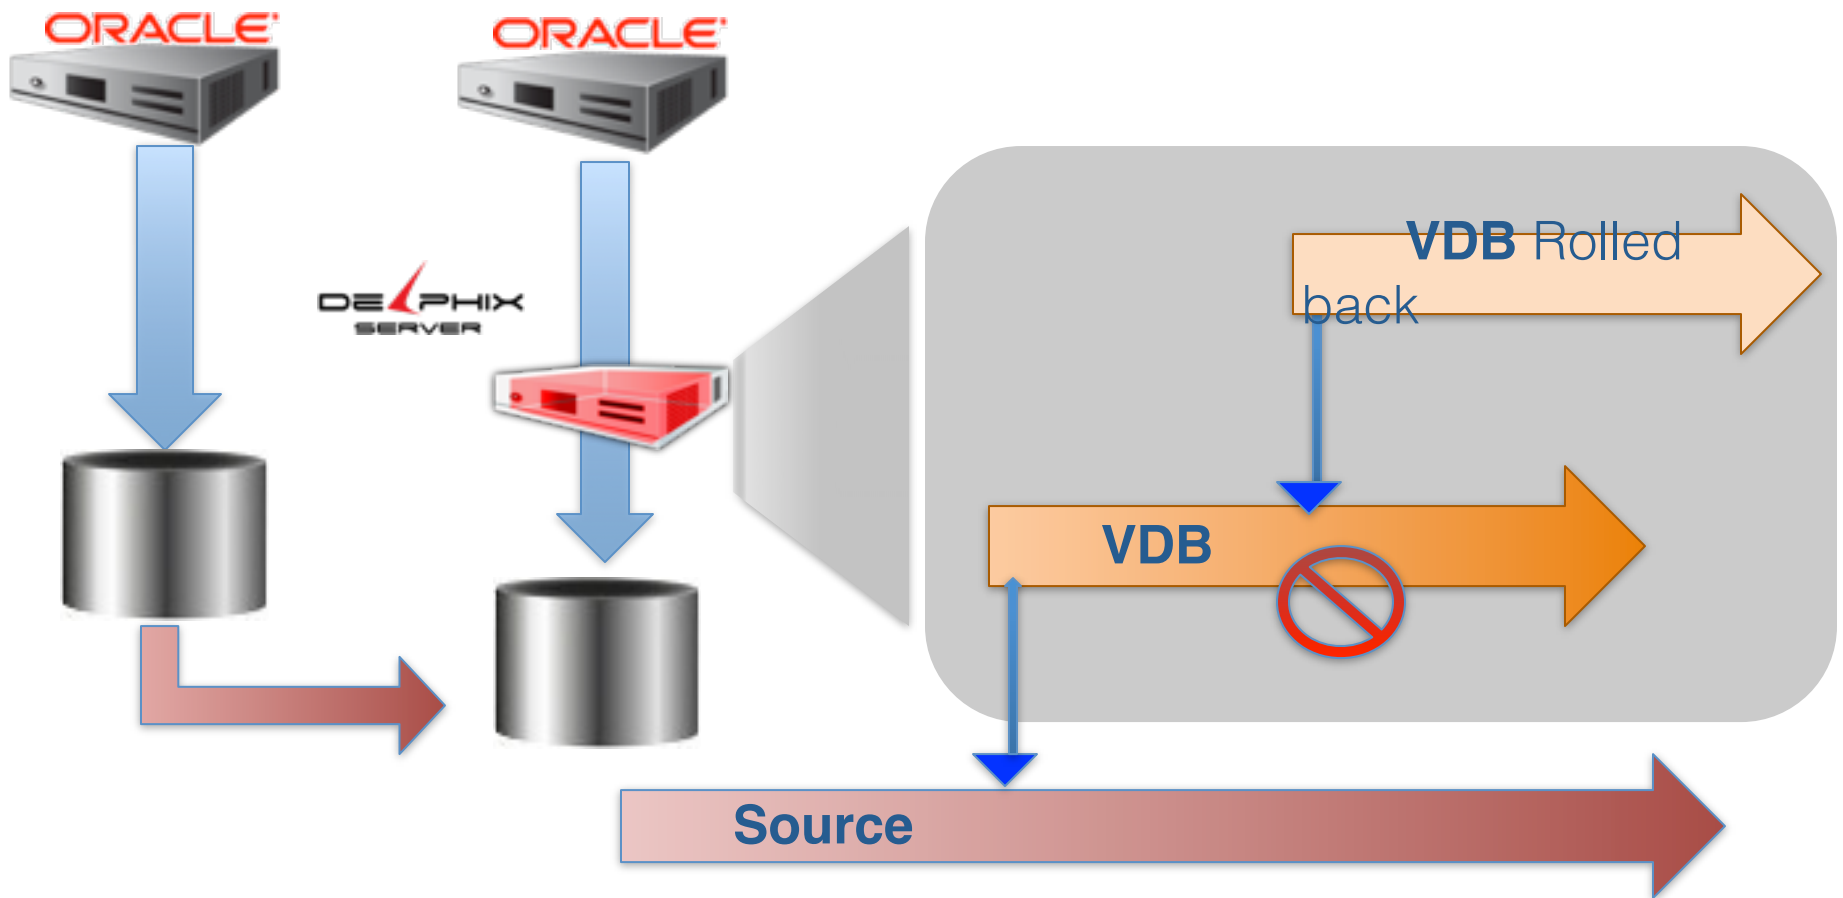 ORACLE
ORACLE
DELPHIX
SERVER
VDB Rolled
back
VDB
Source